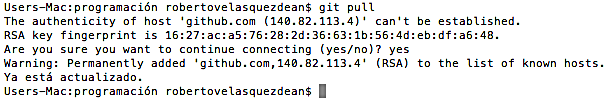 Users-Mac:programación robertovelasquezdean$ git pull
The authenticity of host 'github.com (140.82.113.4)' can't be established.
RSA key fingerprint is 16:27:ac:a5:76:28:2d:36:63:1b:56:4d:eb:df:a6:48.
Are you sure you want to continue connecting (yes/no)? yes
Warning: Permanently added 'github.com,140.82.113.4' (RSA) to the list of known hosts.
Ya está actualizado.
Users-Mac:programación robertovelasquezdean$